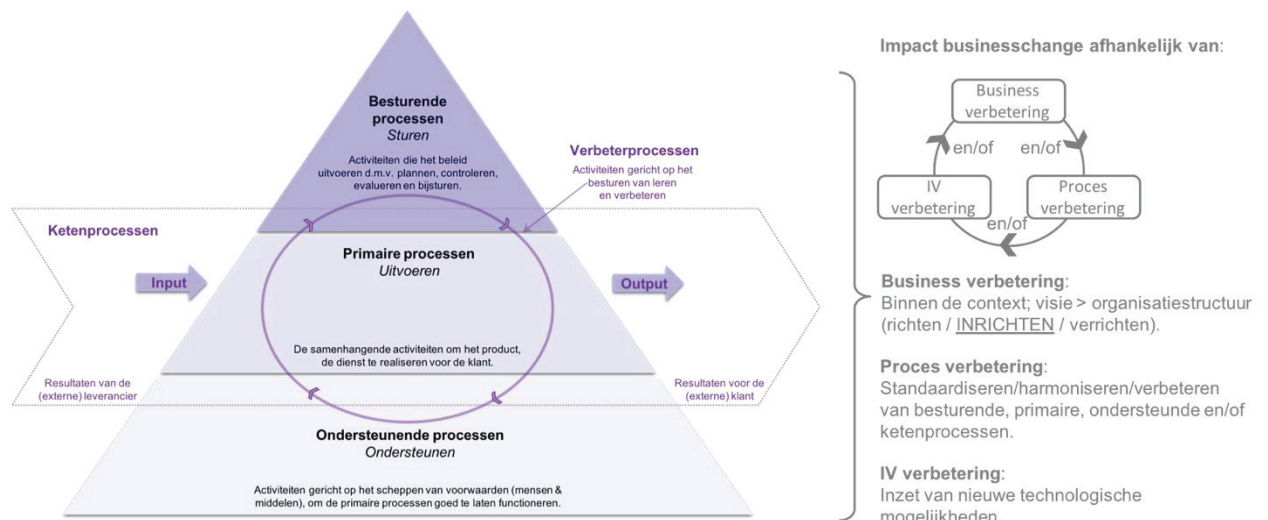 Besturende
processen
Sturen
Activiteiten die het beleid
uitvoeren d.m.v. plannen, controleren,
evalueren en bijsturen.
Verbeterprocessen
Activiteiten gericht op het
besturen van leren
en verbeteren
Ketenprocessen
Primaire processen
Uitvoeren
Input
Output
De samenhangende activiteiten om het product,
de dienst te realiseren voor de klant.
Resultaten van de
(externe) leverancier
Resultaten voor de
(externe) klant
Ondersteunende processen
Ondersteunen
Activiteiten gericht op het scheppen van voorwaarden (mensen &
middelen), om de primaire processen goed te laten functioneren.
Impact businesschange afhankelijk van:
Business
verbetering
en/of
en/of
IV
verbetering
Proces
verbetering
en/of
Business verbetering:
Binnen de context; visie > organisatiestructuur
(richten / INRICHTEN / verrichten).
Proces verbetering:
Standaardiseren/harmoniseren/verbeteren
van besturende, primaire, ondersteunde en/of
ketenprocessen.
IV verbetering:
Inzet van nieuwe technologische
mogelijkheden